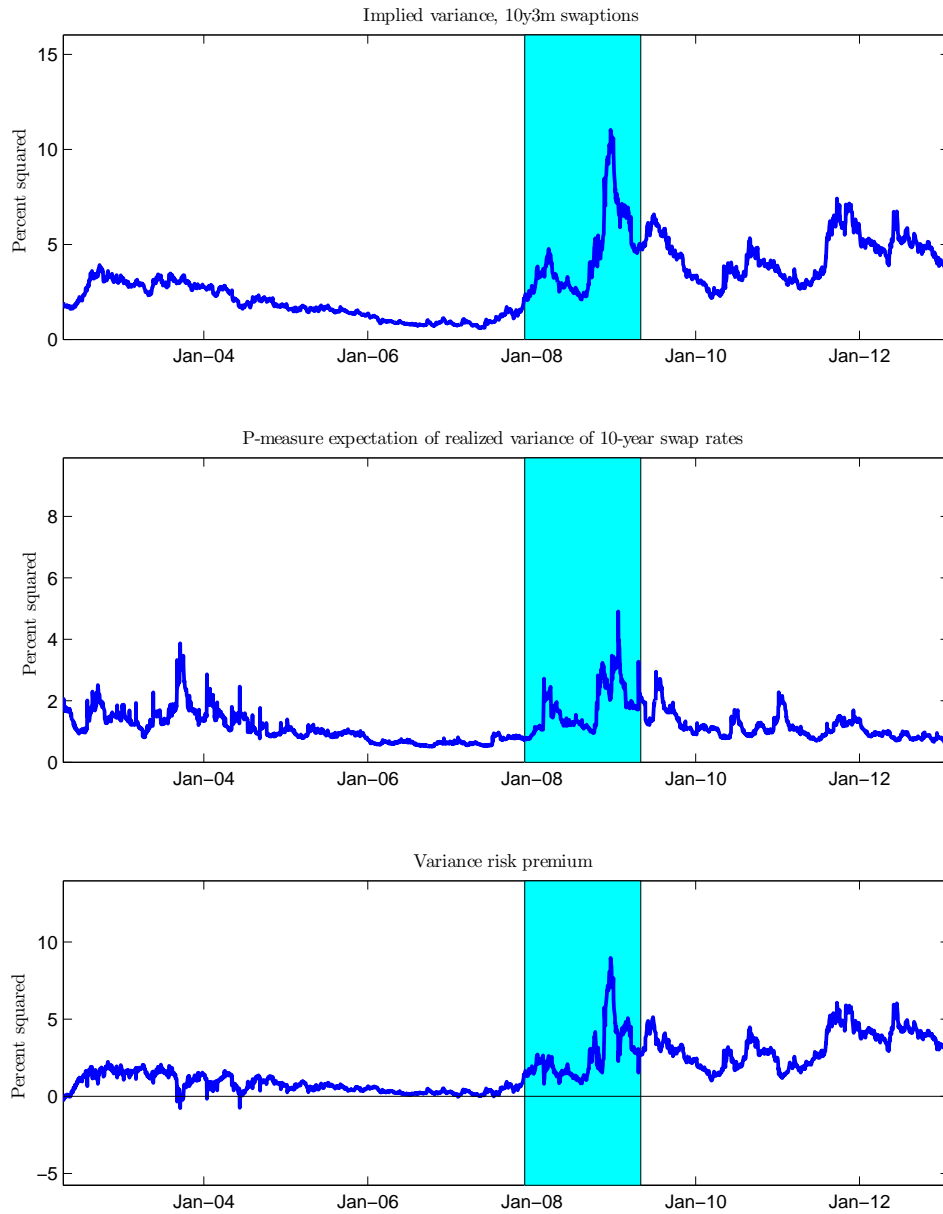 Implied variance, 10y3m swaptions
15
10
5
0
Percent squared
Jan−04 Jan−06 Jan−08 Jan−10 Jan−12
P-measure expectation of realized variance of 10-year swap rates
8
6
4
2
0
Percent squared
Jan−04 Jan−06 Jan−08 Jan−10 Jan−12
Variance risk premium
10
5
0
−5
Percent squared
Jan−04 Jan−06 Jan−08 Jan−10 Jan−12